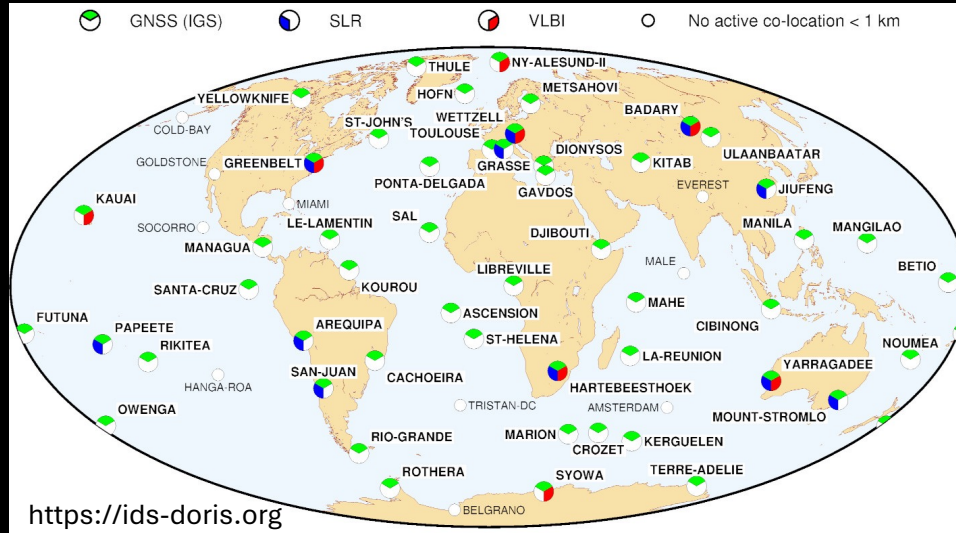 GNSS (IGS)
SLR
VLBI
No active co-location < 1 km
THULE
NY-ALESUND-II
HOFN
METSAHOVI
YELLOWKNIFE
COLD-BAY
ST-JOHN'S
WETTZELL
TOULOUSE
BADARY
GOLDSTONE
GREENBELT
GRASSE
DIONYSOS
KITAB
ULAANBAATAR
PONTA-DELGADA
GAVDOS
EVEREST
JIUFENG
KAUAI
MIAMI
SOCORRO
LE-LAMENTIN
SAL
MANILA
MANGILAO
MANAGUA
DJIBOUTI
MALE
BETIO
SANTA-CRUZ
KOUROU
LIBREVILLE
MAHE
FUTUNA
PAPEETE
AREQUIPA
ASCENSION
CIBINONG
RIKITEA
ST-HELENA
LA-REUNION
NOUMEA
SAN-JUAN
CACHOEIRA
YARRAGADEE
HANGA-ROA
HARTEBEESTHOEK
OWENGA
TRISTAN-DC
AMSTERDAM
MOUNT-STROMLO
RIO-GRANDE
MARION
CROZET
KERGUELEN
ROTHERA
SYOWA
TERRE-ADELIE
BELGRANO
https://ids-doris.org